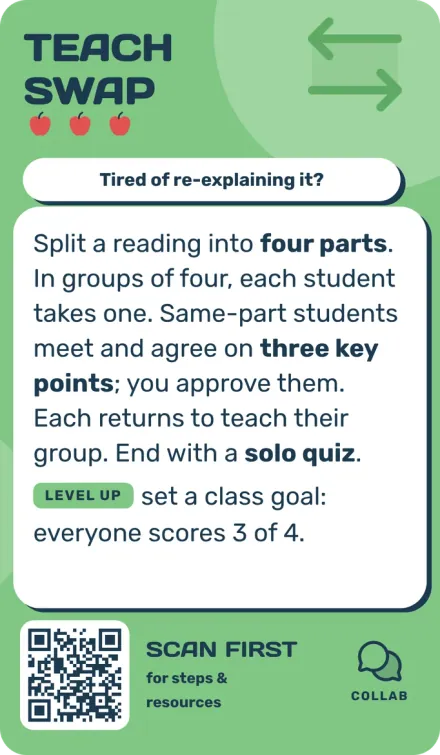 TEACH
SWAP
Tired of re-explaining it?
Split a reading into four parts.
In groups of four, each student
takes one. Same-part students
meet and agree on three key
points; you approve them.
Each returns to teach their
group. End with a solo quiz.
LEVEL UP set a class goal:
everyone scores 3 of 4.
SCAN FIRST
for steps &
resources
COLLAB